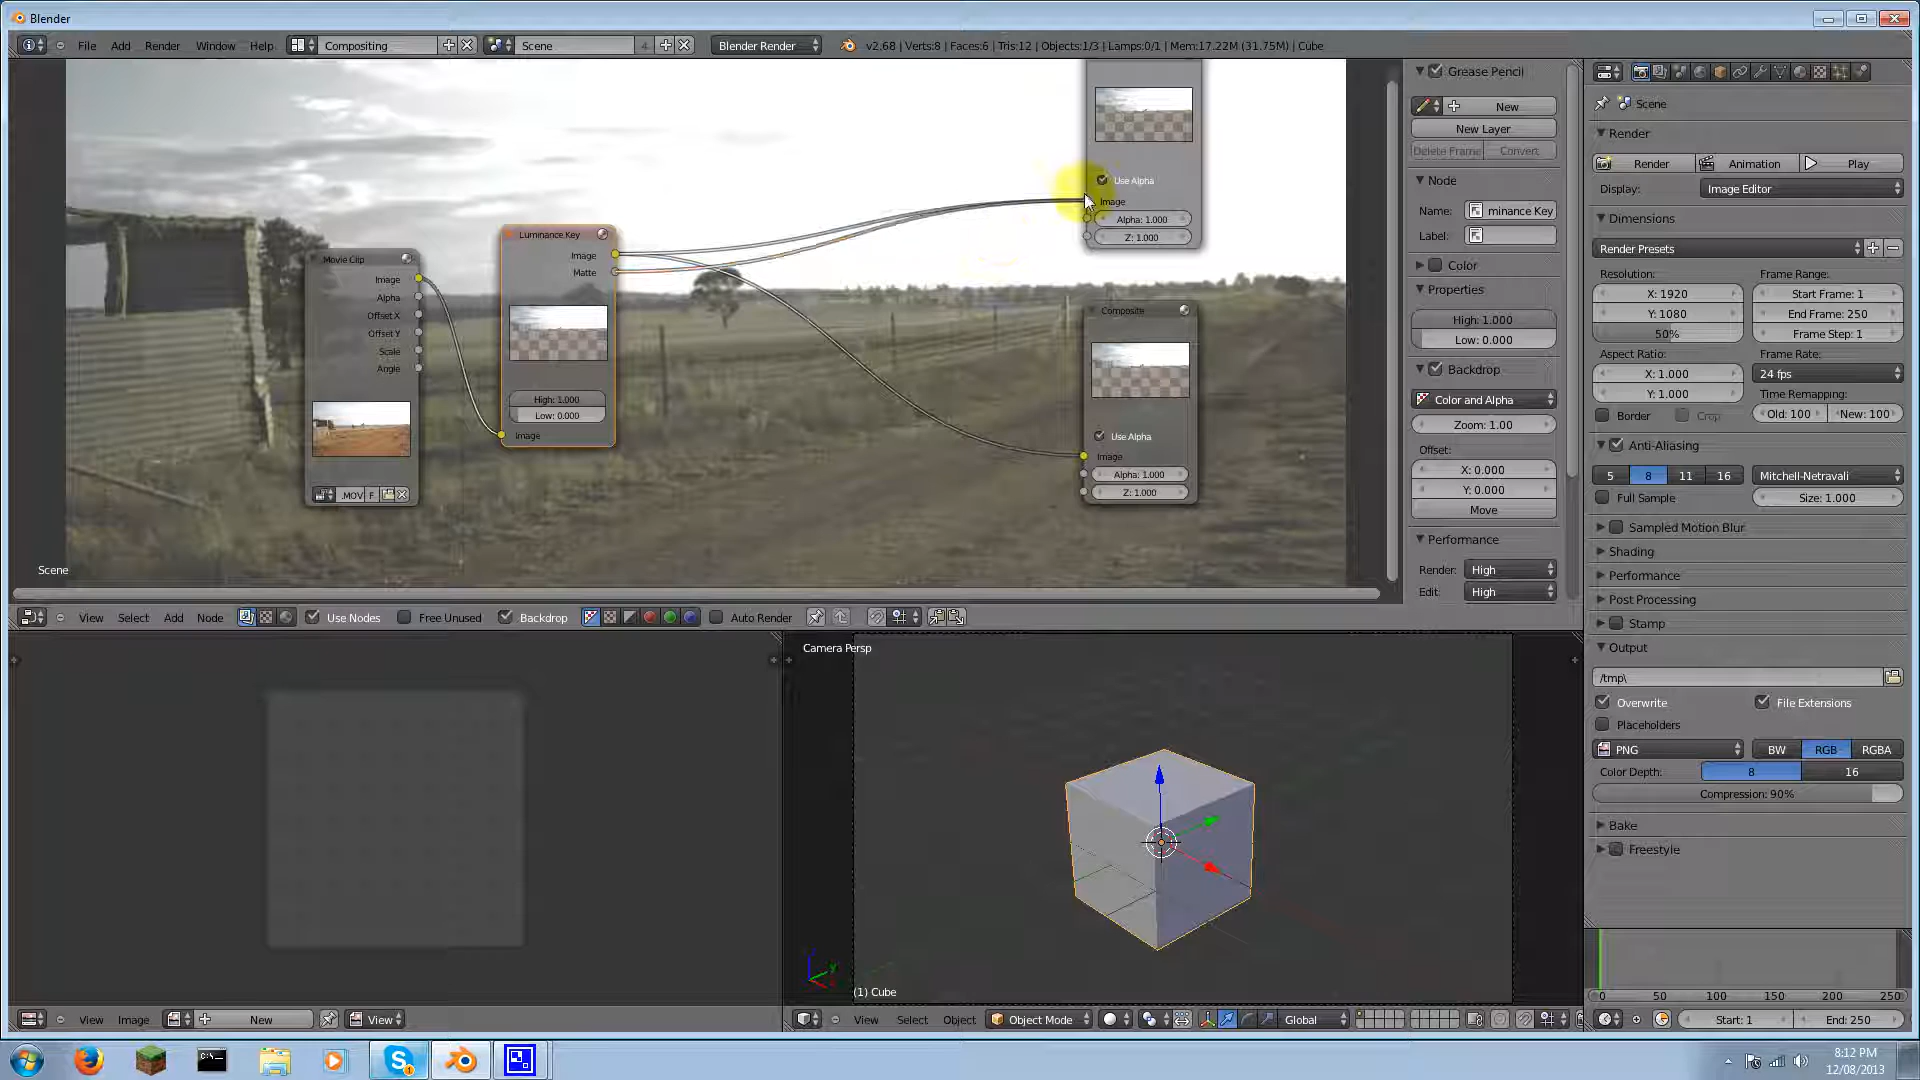 Blender
File Add Render Window Help Compositing Scene 4 Blender Render v2.68 | Verts:8 | Faces:6 | Tris:12 | Objects:1/3 | Lamps:0/1 | Mem:17.22M (31.75M) | Cube
Use Alpha
Image
Alpha: 1.000
Z: 1.000
Luminance Key
Image
Matte
High: 1.000
Low: 0.000
Image
Movie Clip
Image
Alpha
Offset X
Offset Y
Scale
Angle
.MOV F
Composite
Use Alpha
Image
Alpha: 1.000
Z: 1.000
Scene
Grease Pencil
New
New Layer
Delete Frame Convert
Node
Name: minance Key
Label:
Color
Properties
High: 1.000
Low: 0.000
Backdrop
Color and Alpha
Zoom: 1.00
Offset:
X: 0.000
Y: 0.000
Move
Performance
Render: High
Edit: High
View Select Add Node Use Nodes Free Unused Backdrop Auto Render
Scene
Render
Render Animation Play
Display: Image Editor
Dimensions
Render Presets
Resolution: Frame Range:
X: 1920 Start Frame: 1
Y: 1080 End Frame: 250
50% Frame Step: 1
Aspect Ratio: Frame Rate:
X: 1.000 24 fps
Y: 1.000 Time Remapping:
Border Crop Old: 100 New: 100
Anti-Aliasing
5 8 11 16 Mitchell-Netravali
Full Sample Size: 1.000
Sampled Motion Blur
Shading
Performance
Post Processing
Stamp
Output
/tmp\
Overwrite File Extensions
Placeholders
PNG BW RGB RGBA
Color Depth: 8 16
Compression: 90%
Bake
Freestyle
Camera Persp
(1) Cube
View Image New View
View Select Object Object Mode Global
0 50 100 150 200 250
Start: 1 End: 250
8:12 PM
12/08/2013